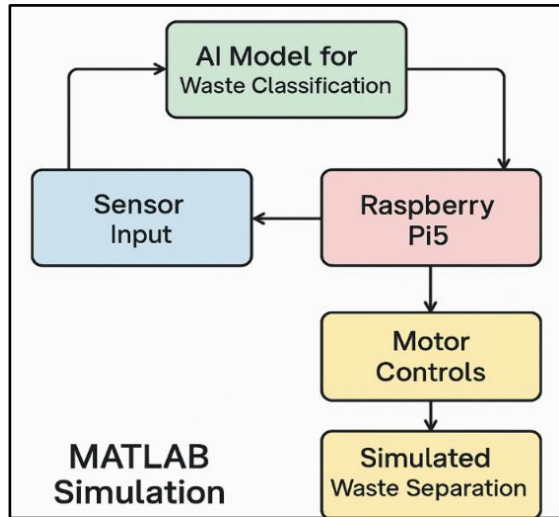 AI Model for
Waste Classification
Sensor
Input
Raspberry
Pi5
Motor
Controls
MATLAB
Simulation
Simulated
Waste Separation